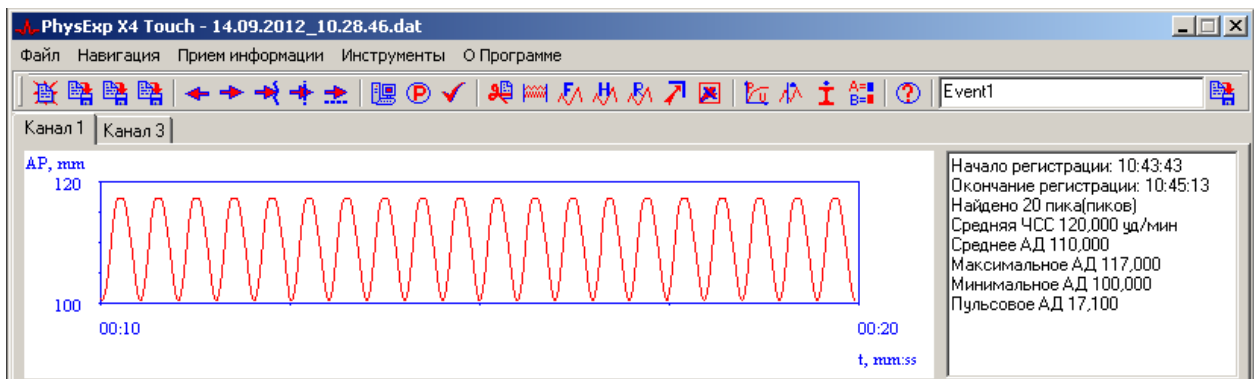 PhysExp X4 Touch - 14.09.2012_10.28.46.dat
Файл Навигация Прием информации Инструменты О Программе
Event1
Канал 1 Канал 3
AP, mm
120
100
00:10 00:20
t, mm:ss
Начало регистрации: 10:43:43
Окончание регистрации: 10:45:13
Найдено 20 пика(пиков)
Средняя ЧСС 120,000 уд/мин
Среднее АД 110,000
Максимальное АД 117,000
Минимальное АД 100,000
Пульсовое АД 17,100